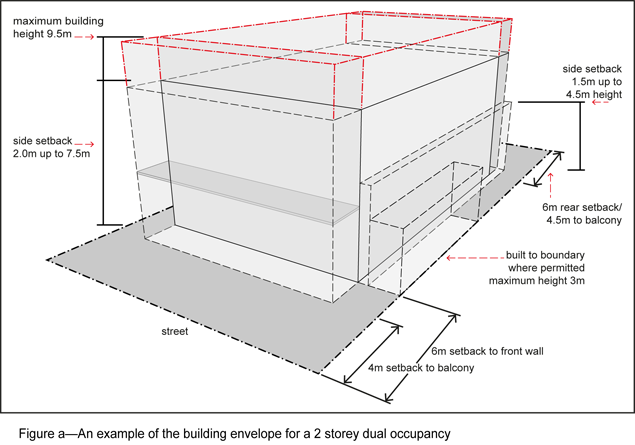 maximum building
height 9.5m
side setback
1.5m up to
4.5m height
side setback
2.0m up to 7.5m
6m rear setback/
4.5m to balcony
built to boundary
where permitted
maximum height 3m
street
6m setback to front wall
4m setback to balcony
Figure a—An example of the building envelope for a 2 storey dual occupancy